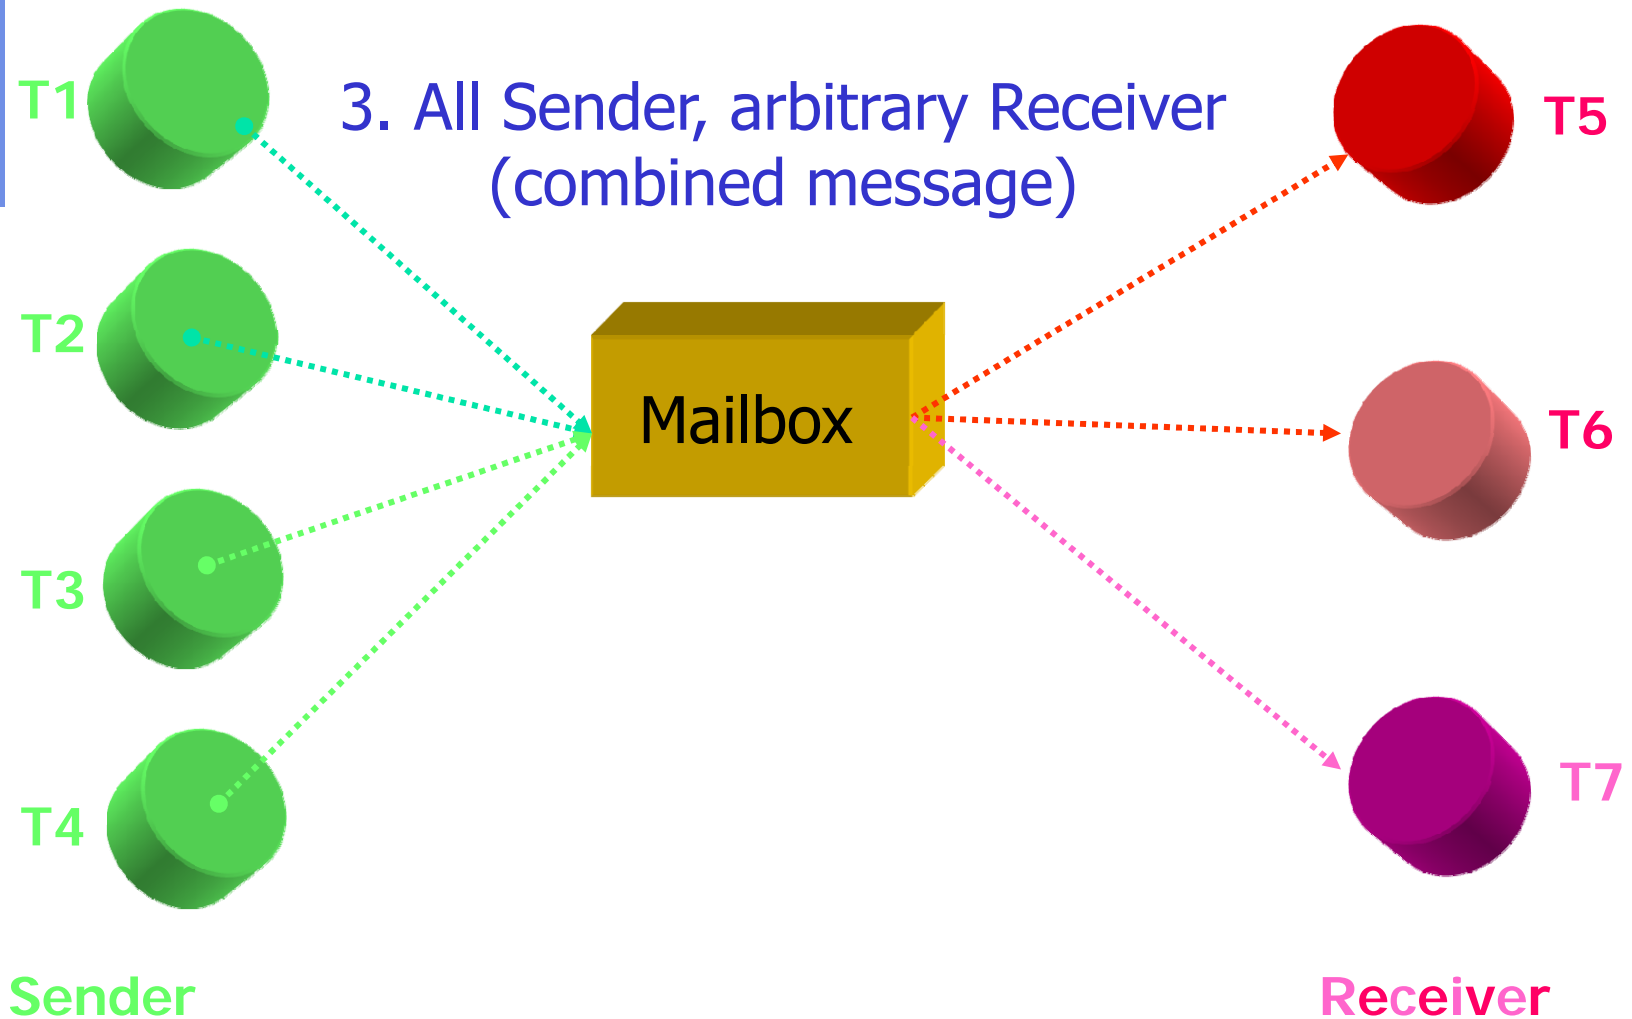 T1
3. All Sender, arbitrary Receiver
(combined message)
T5
T2
Mailbox
T6
T3
T7
T4
Sender
Receiver